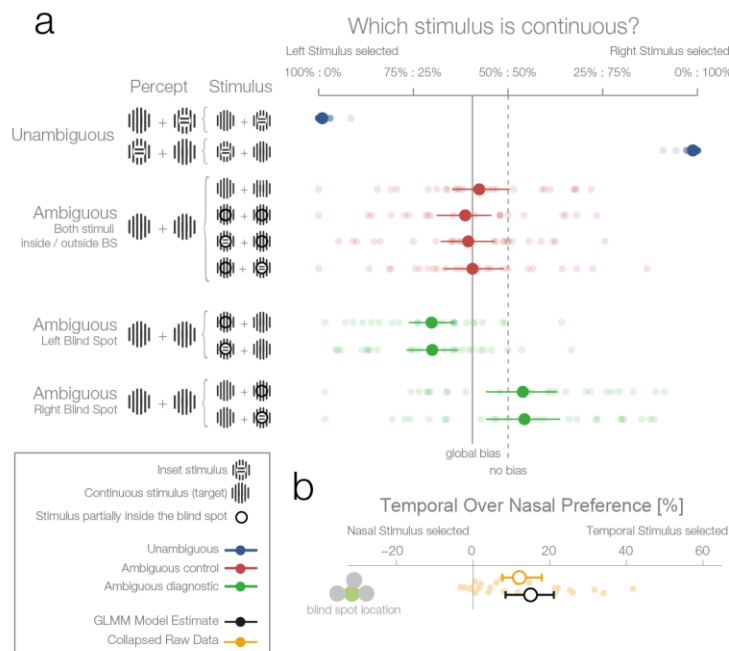 a
Which stimulus is continuous?
Left Stimulus selected
Right Stimulus selected
100% : 0%
75% : 25%
50% : 50%
25% : 75%
0% : 100%
Percept
Stimulus
Unambiguous
Ambiguous
Both stimuli
inside / outside BS
Ambiguous
Left Blind Spot
Ambiguous
Right Blind Spot
global bias
no bias
Inset stimulus
Continuous stimulus (target)
Stimulus partially inside the blind spot
Unambiguous
Ambiguous control
Ambiguous diagnostic
GLMM Model Estimate
Collapsed Raw Data
b
Temporal Over Nasal Preference [%]
Nasal Stimulus selected
Temporal Stimulus selected
−20
0
20
40
60
blind spot location